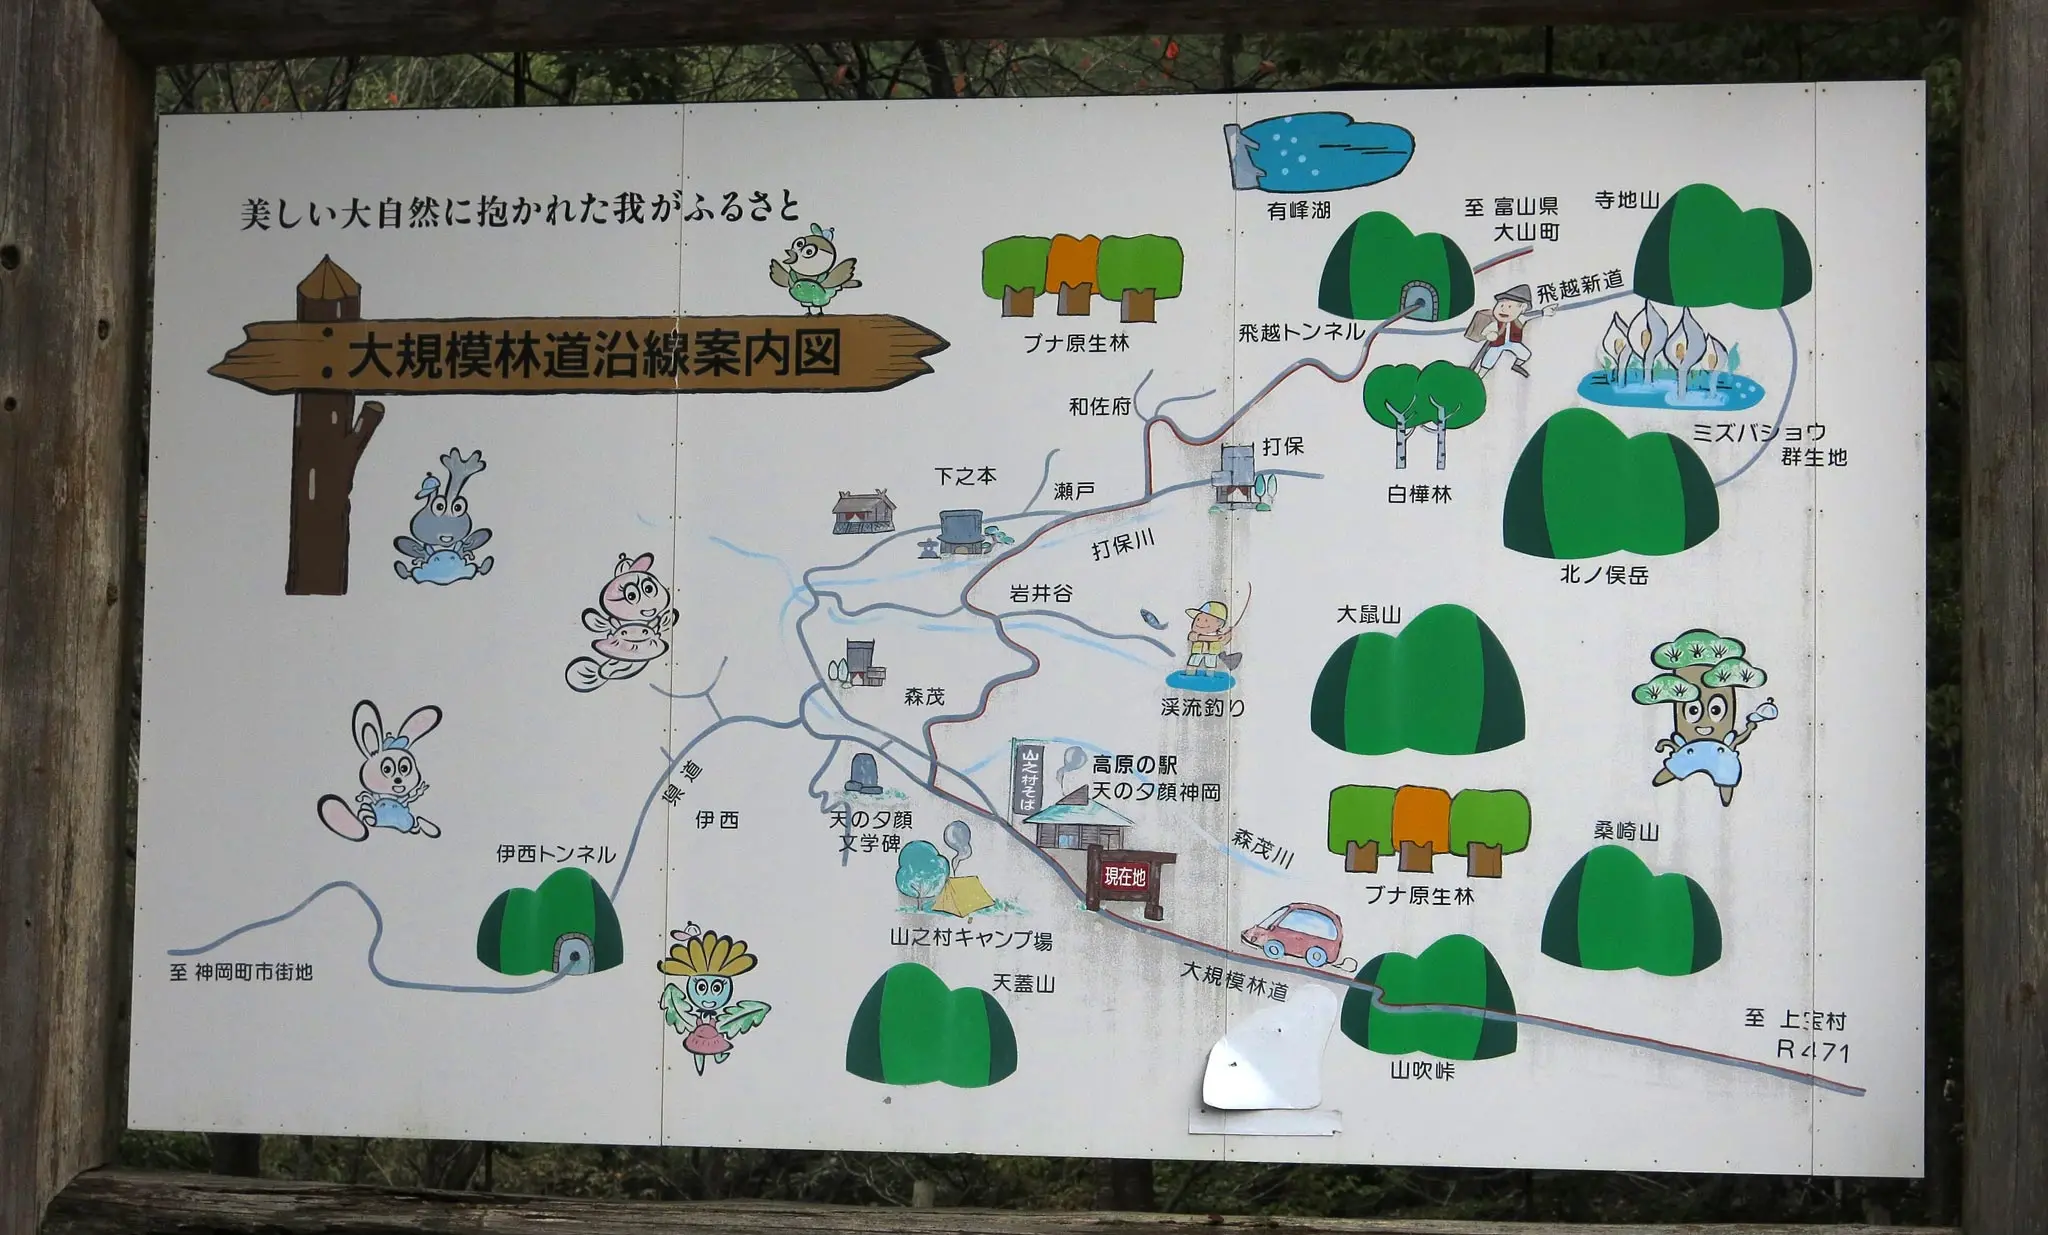 美しい大自然に抱かれた我がふるさと
大規模林道沿線案内図
有峰湖
至 富山県
大山町
寺地山
飛越新道
飛越トンネル
ブナ原生林
和佐府
打保
白樺林
ミズバショウ
群生地
北ノ俣岳
下之本
瀬戸
打保川
岩井谷
大鼠山
渓流釣り
森茂
県道
伊西
山之村そば
高原の駅
天の夕顔神岡
天の夕顔
文学碑
現在地
森茂川
ブナ原生林
桑崎山
伊西トンネル
山之村キャンプ場
至 神岡町市街地
天蓋山
大規模林道
山吹峠
至 上宝村
R471